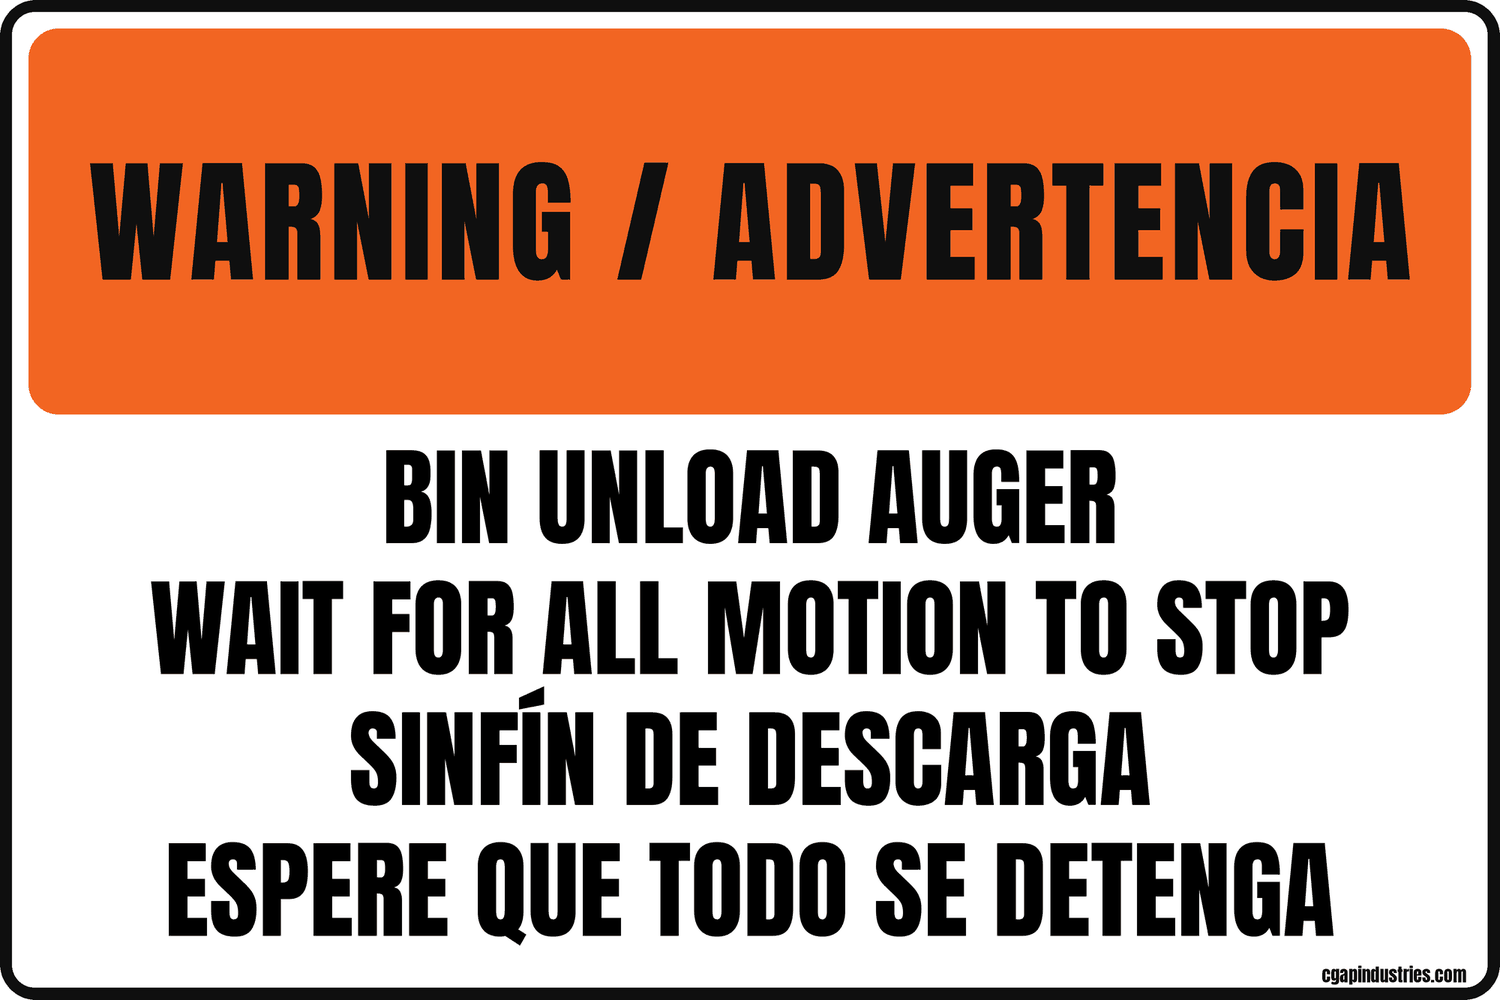 WARNING / ADVERTENCIA
BIN UNLOAD AUGER
WAIT FOR ALL MOTION TO STOP
SINFÍN DE DESCARGA
ESPERE QUE TODO SE DETENGA
cgapindustries.com